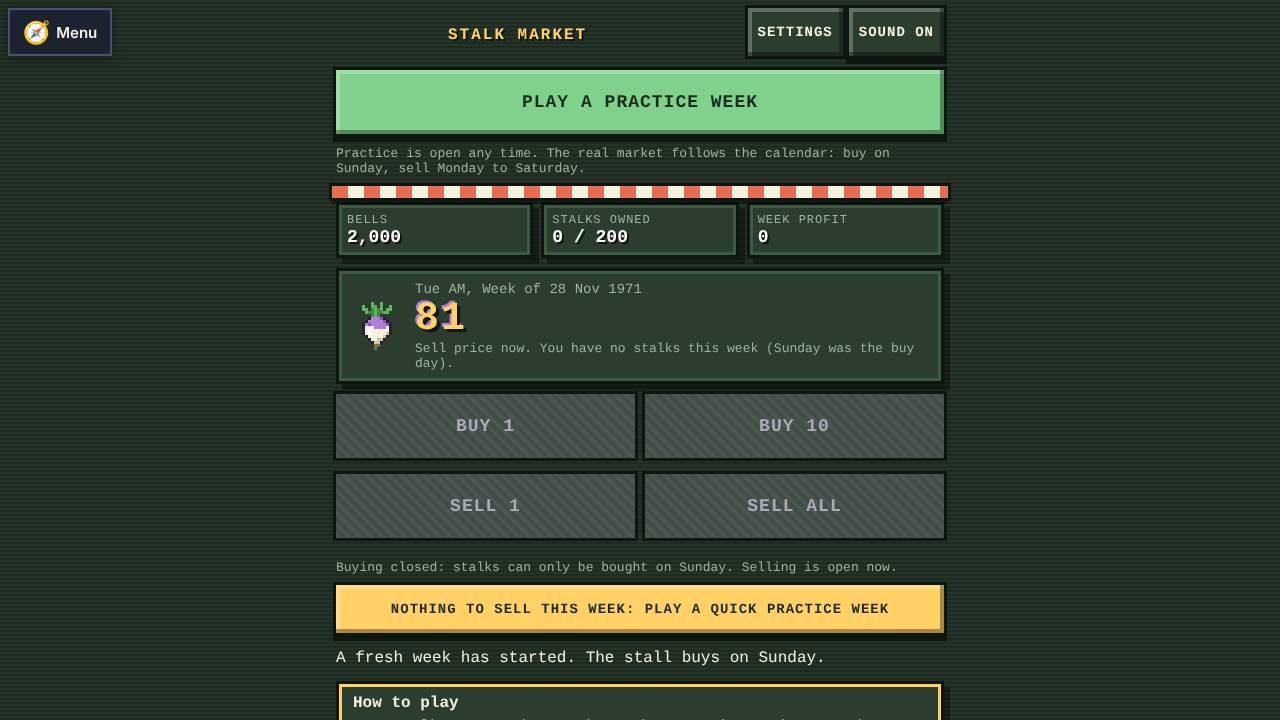 Menu
STALK MARKET
SETTINGS
SOUND ON
PLAY A PRACTICE WEEK
Practice is open any time. The real market follows the calendar: buy on
Sunday, sell Monday to Saturday.
BELLS
2,000
STALKS OWNED
0 / 200
WEEK PROFIT
0
Tue AM, Week of 28 Nov 1971
81
Sell price now. You have no stalks this week (Sunday was the buy
day).
BUY 1
BUY 10
SELL 1
SELL ALL
Buying closed: stalks can only be bought on Sunday. Selling is open now.
NOTHING TO SELL THIS WEEK: PLAY A QUICK PRACTICE WEEK
A fresh week has started. The stall buys on Sunday.
How to play